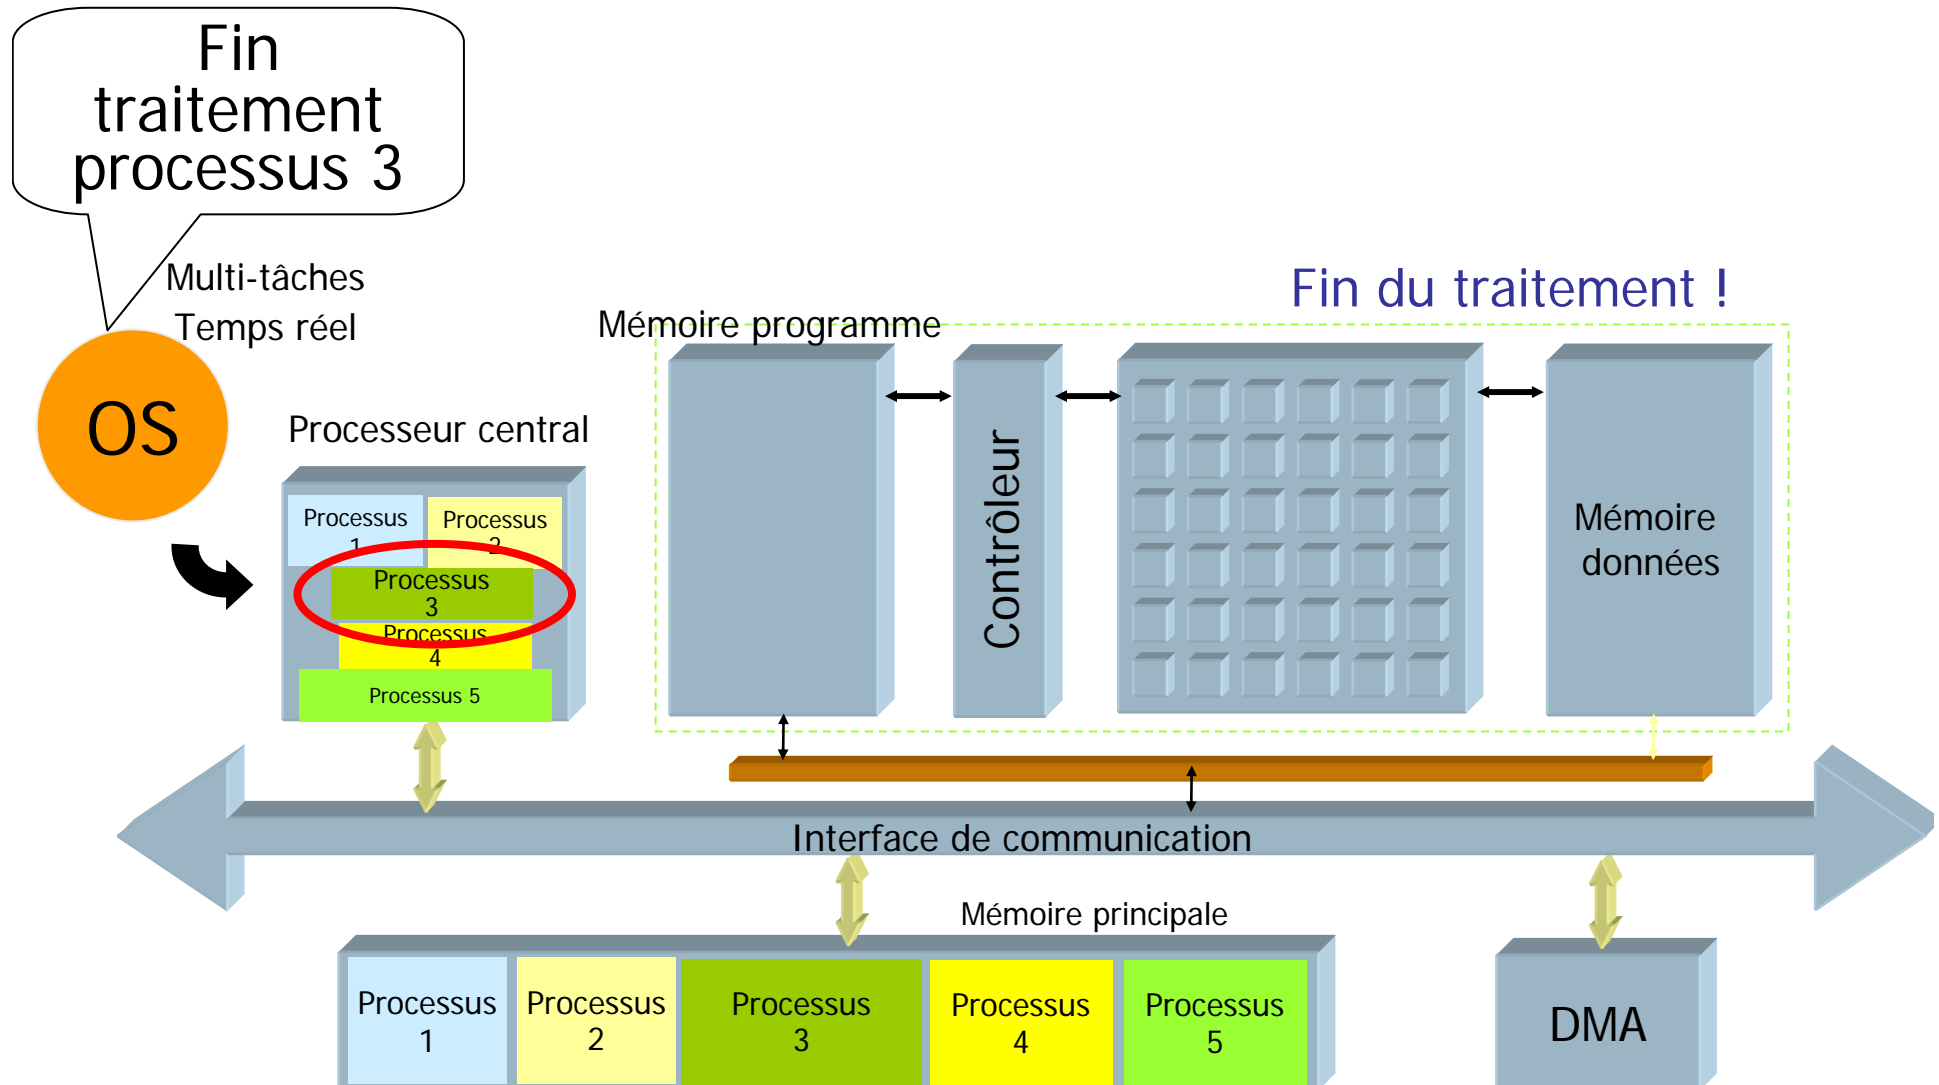 Fin
traitement
processus 3
Multi-tâches
Temps réel
OS
Fin du traitement !
Mémoire programme
Processeur central
Contrôleur
Mémoire
données
Processus
1
Processus
2
Processus
3
Processus
4
Processus 5
Interface de communication
Mémoire principale
Processus
1
Processus
2
Processus
3
Processus
4
Processus
5
DMA